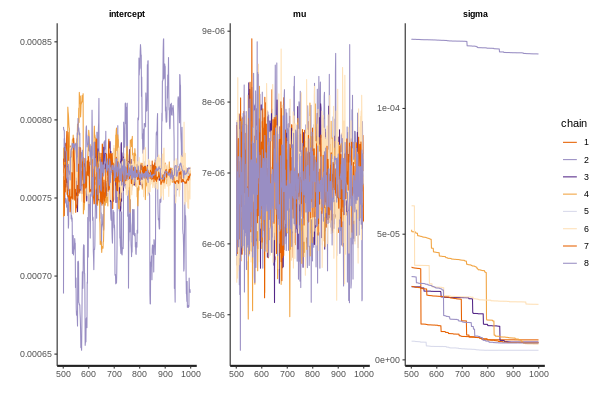 intercept
mu
sigma
0.00085
0.00080
0.00075
0.00070
0.00065
500 600 700 800 900 1000
9e-06
8e-06
7e-06
6e-06
5e-06
500 600 700 800 900 1000
1e-04
5e-05
0e+00
500 600 700 800 900 1000
chain
1
2
3
4
5
6
7
8